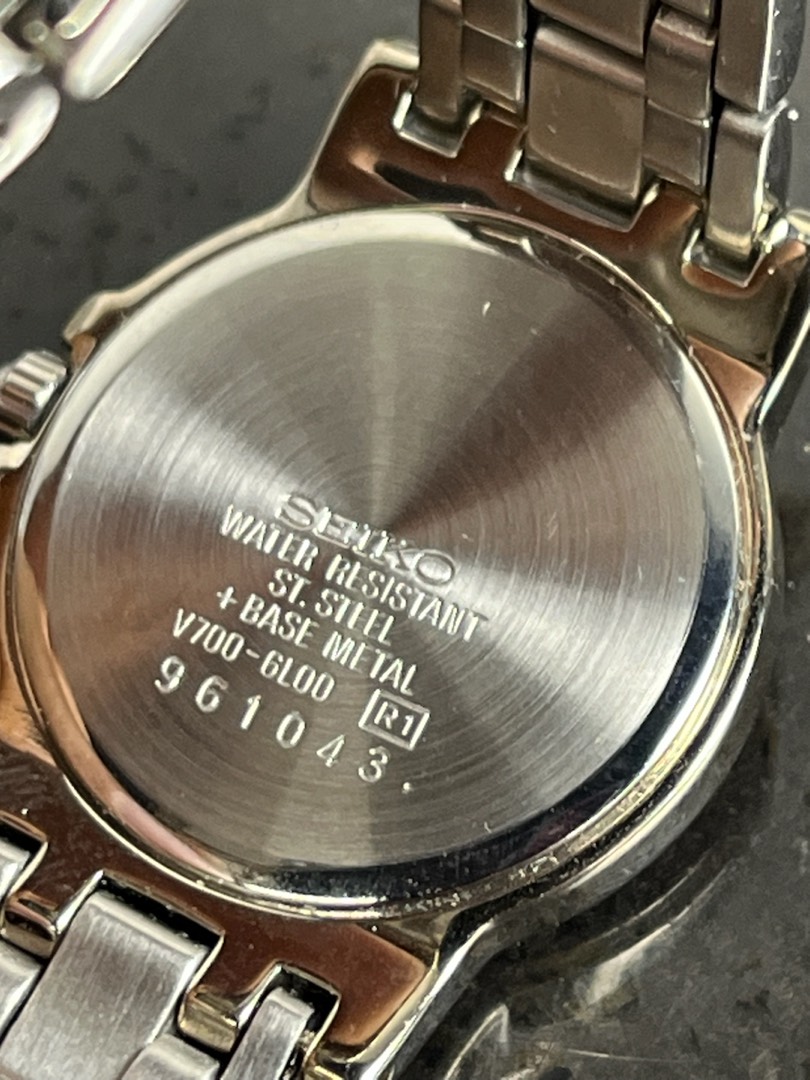 SEIKO
WATER RESISTANT
ST. STEEL
+ BASE METAL
V700-6L00 R1
961043.